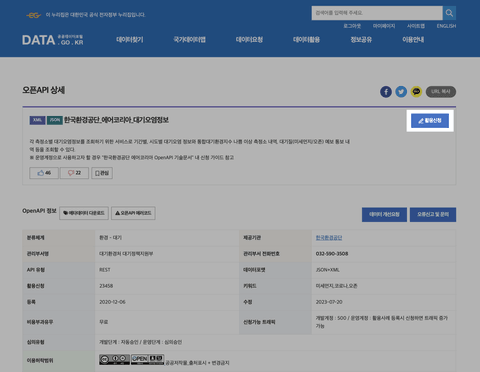 이 누리집은 대한민국 공식 전자정부 누리집입니다.
검색어를 입력해 주세요.
로그아웃 마이페이지 사이트맵 ENGLISH
DATA 공공데이터포털
.GO.KR
데이터찾기 국가데이터맵 데이터요청 데이터활용 정보공유 이용안내
오픈API 상세
URL 복사
XML JSON 한국환경공단_에어코리아_대기오염정보
활용신청
각 측정소별 대기오염정보를 조회하기 위한 서비스로 기간별, 시도별 대기오염 정보와 통합대기환경지수 나쁨 이상 측정소 내역, 대기질(미세먼지/오존) 예보 통보 내
역 등을 조회할 수 있다.
※ 운영계정으로 사용하고자 할 경우 "한국환경공단 에어코리아 OpenAPI 기술문서" 내 신청 가이드 참고
46 22 관심
OpenAPI 정보 메타데이터 다운로드 오픈API 에러코드
데이터 개선요청 오류신고 및 문의
분류체계 환경 - 대기 제공기관 한국환경공단
관리부서명 대기환경처 대기정책지원부 관리부서 전화번호 032-590-3508
API 유형 REST 데이터포맷 JSON+XML
활용신청 23458 키워드 미세먼지,코로나,오존
등록 2020-12-06 수정 2023-07-20
비용부과유무 무료 신청가능 트래픽 개발계정 : 500 / 운영계정 : 활용사례 등록시 신청하면 트래픽 증가
가능
심의유형 개발단계 : 자동승인 / 운영단계 : 심의승인
이용허락범위 OPEN 공공저작물_출처표시 + 변경금지